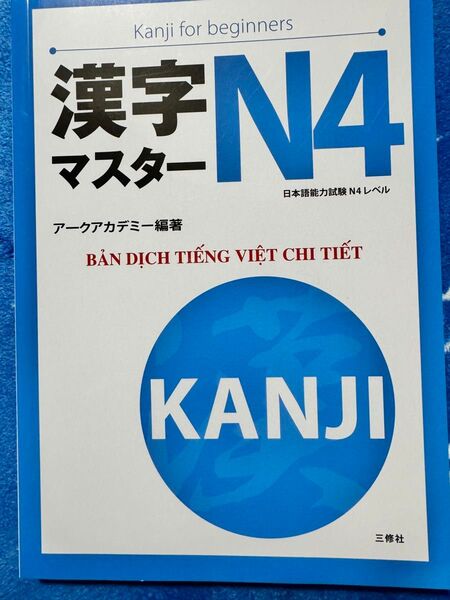 Kanji for beginners
漢字
マスター
N4
日本語能力試験 N4 レベル
アークアカデミー編著
BẢN DỊCH TIẾNG VIỆT CHI TIẾT
漢
KANJI
三修社